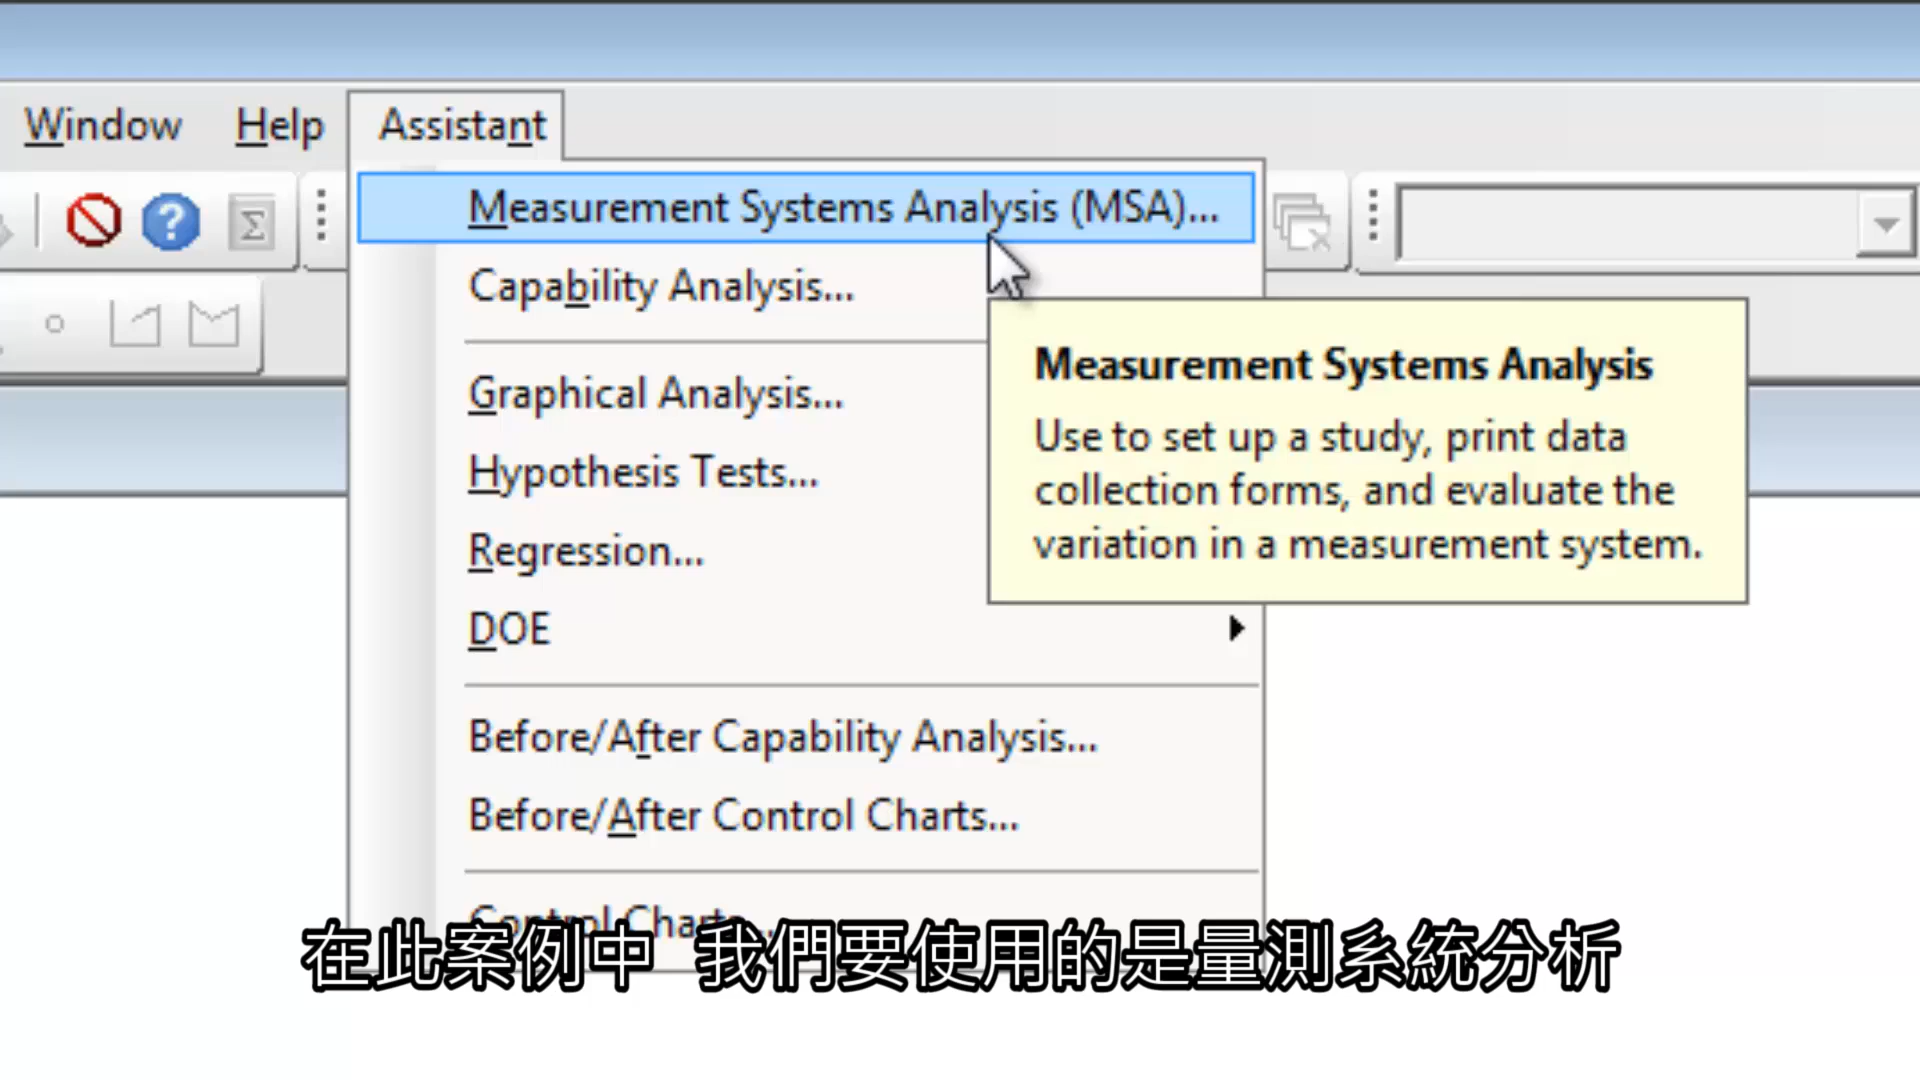 Window Help Assistant
Measurement Systems Analysis (MSA)...
Capability Analysis...
Measurement Systems Analysis
Use to set up a study, print data
collection forms, and evaluate the
variation in a measurement system.
Graphical Analysis...
Hypothesis Tests...
Regression...
DOE
Before/After Capability Analysis...
Before/After Control Charts...
Control Charts...
在此案例中 我們要使用的是量測系統分析